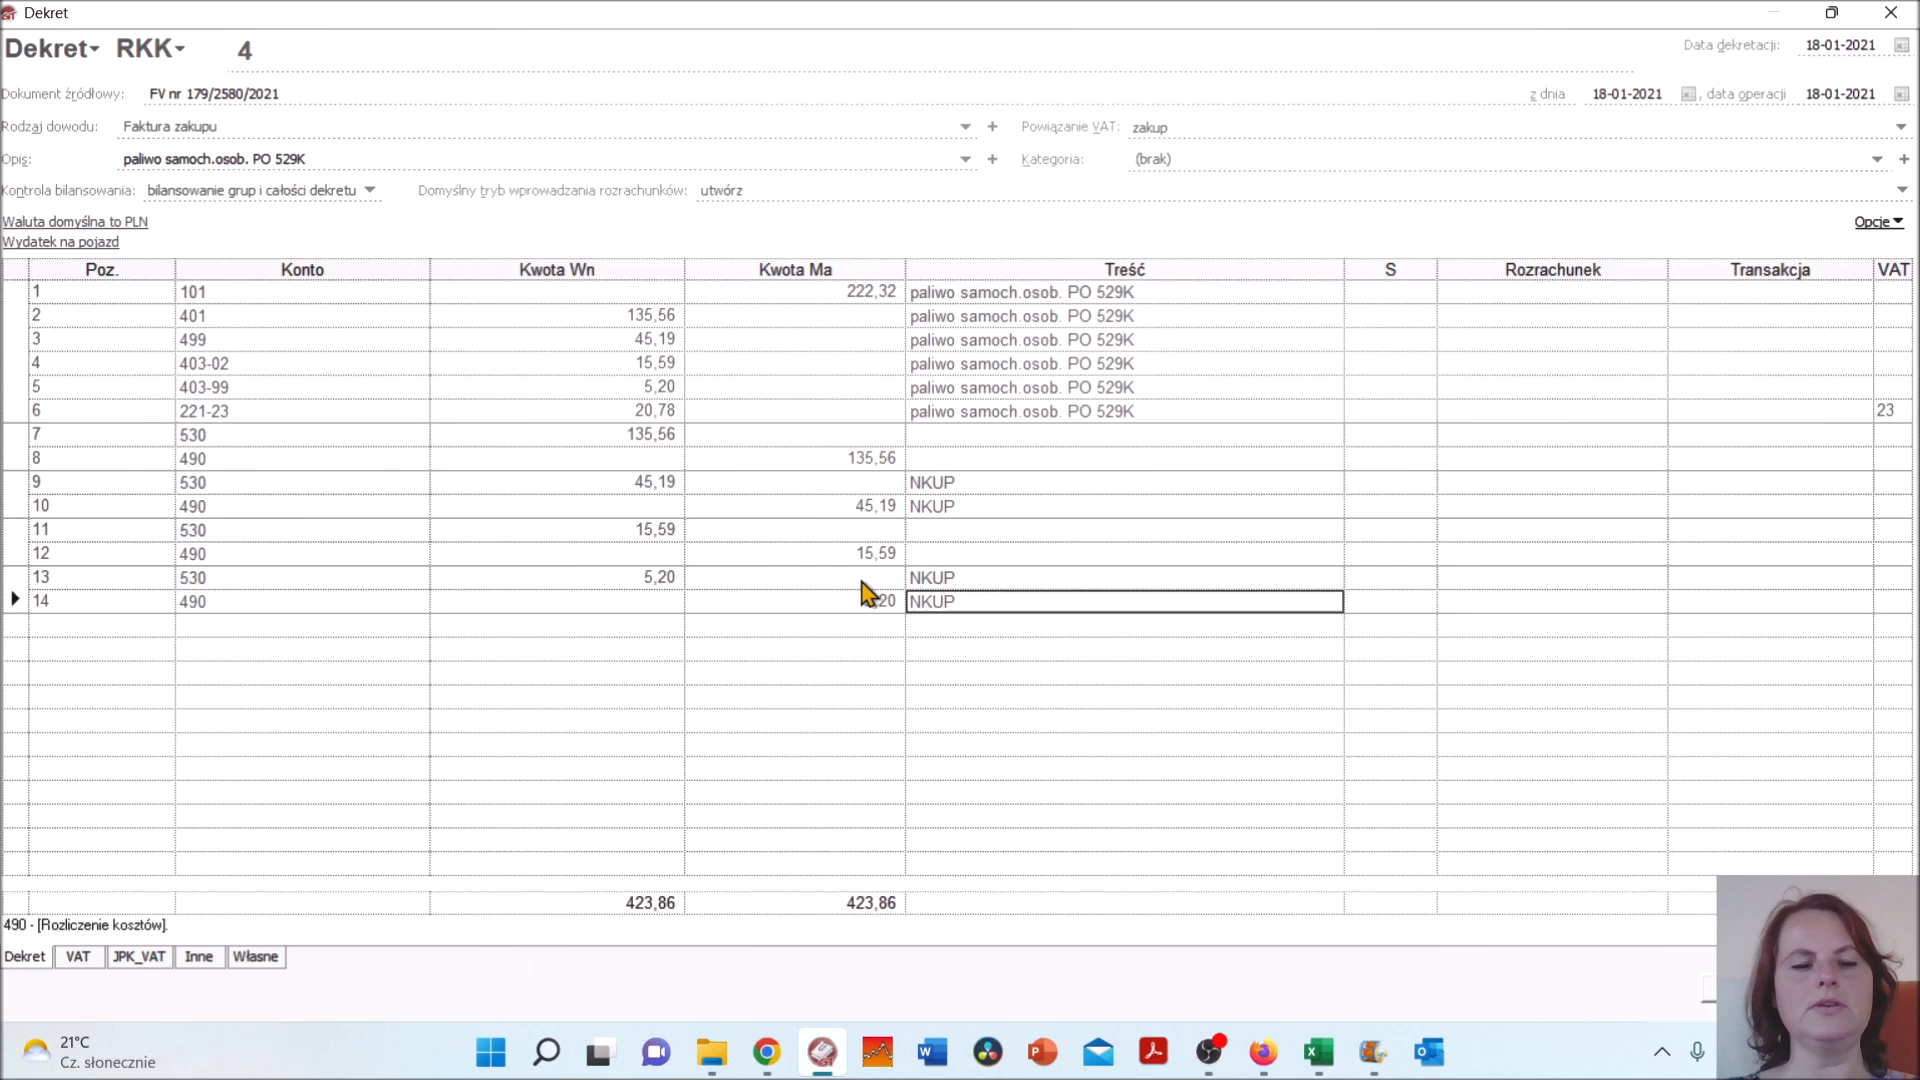 Dekret
Dekret RKK 4 Data dekretacji: 18-01-2021
Dokument źródłowy: FV nr 179/2580/2021 z dnia 18-01-2021 , data operacji 18-01-2021
Rodzaj dowodu: Faktura zakupu + Powiązanie VAT: zakup
Opis: paliwo samoch.osob. PO 529K + Kategoria: (brak) +
Kontrola bilansowania: bilansowanie grup i całości dekretu Domyślny tryb wprowadzania rozrachunków: utwórz
Waluta domyślna to PLN Opcje
Wydatek na pojazd
Poz. Konto Kwota Wn Kwota Ma Treść S Rozrachunek Transakcja VAT
1 101 222,32 paliwo samoch.osob. PO 529K
2 401 135,56 paliwo samoch.osob. PO 529K
3 499 45,19 paliwo samoch.osob. PO 529K
4 403-02 15,59 paliwo samoch.osob. PO 529K
5 403-99 5,20 paliwo samoch.osob. PO 529K
6 221-23 20,78 paliwo samoch.osob. PO 529K 23
7 530 135,56
8 490 135,56
9 530 45,19 NKUP
10 490 45,19 NKUP
11 530 15,59
12 490 15,59
13 530 5,20 NKUP
14 490 20 NKUP
423,86 423,86
490 - [Rozliczenie kosztów].
Dekret VAT JPK_VAT Inne Własne
21°C
Cz. słonecznie